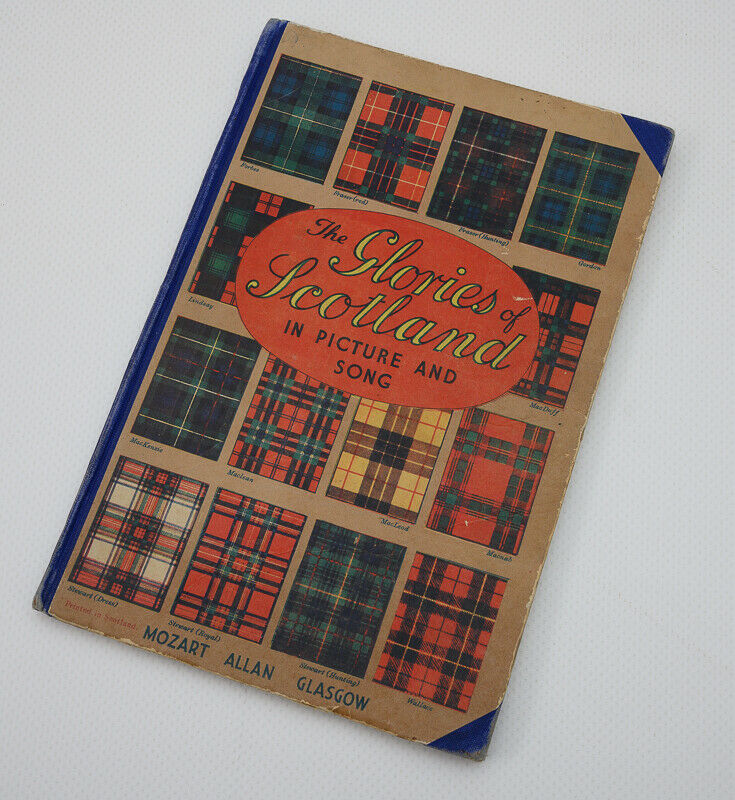 Forbes
Fraser (red)
Fraser (Hunting)
Gordon
The
Glories of
Scotland
IN PICTURE AND
SONG
Lindsay
MacDuff
MacKenzie
Maclean
MacLeod
Macnab
Stewart (Dress)
Stewart (Royal)
Stewart (Hunting)
Wallace
Printed in Scotland.
MOZART ALLAN GLASGOW